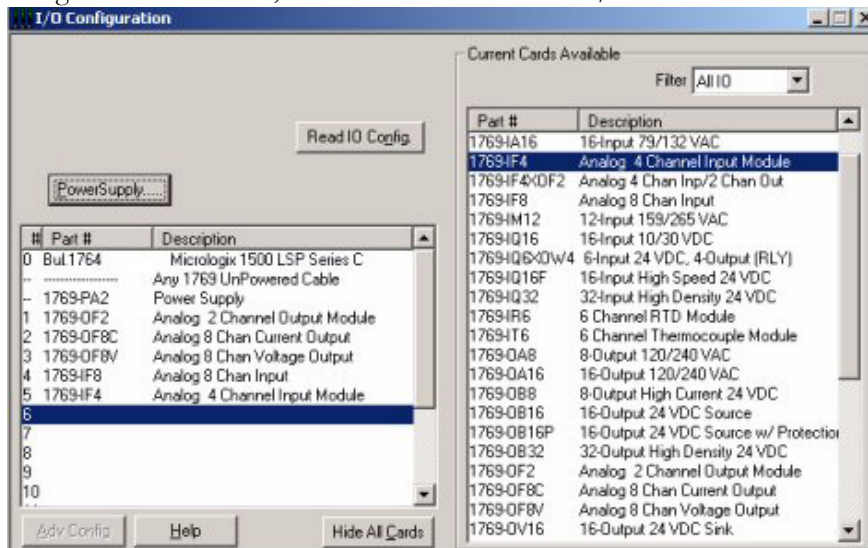 I/O Configuration
Current Cards Available
Filter All IO
Read IO Config.
PowerSupply.....
# Part # Description
0 Bul.1764 Micrologix 1500 LSP Series C
-- ------------------ Any 1769 UnPowered Cable
-- 1769-PA2 Power Supply
1 1769-OF2 Analog 2 Channel Output Module
2 1769-OF8C Analog 8 Chan Current Output
3 1769-OF8V Analog 8 Chan Voltage Output
4 1769-IF8 Analog 8 Chan Input
5 1769-IF4 Analog 4 Channel Input Module
6
7
8
9
10
Adv Config
Help
Hide All Cards
Part # Description
1769-IA16 16-Input 79/132 VAC
1769-IF4 Analog 4 Channel Input Module
1769-IF4XOF2 Analog 4 Chan Inp/2 Chan Out
1769-IF8 Analog 8 Chan Input
1769-IM12 12-Input 159/265 VAC
1769-IQ16 16-Input 10/30 VDC
1769-IQ6XOW4 6-Input 24 VDC, 4-Output (RLY)
1769-IQ16F 16-Input High Speed 24 VDC
1769-IQ32 32-Input High Density 24 VDC
1769-IR6 6 Channel RTD Module
1769-IT6 6 Channel Thermocouple Module
1769-OA8 8-Output 120/240 VAC
1769-OA16 16-Output 120/240 VAC
1769-OB8 8-Output High Current 24 VDC
1769-OB16 16-Output 24 VDC Source
1769-OB16P 16-Output 24 VDC Source w/ Protection
1769-OB32 32-Output High Density 24 VDC
1769-OF2 Analog 2 Channel Output Module
1769-OF8C Analog 8 Chan Current Output
1769-OF8V Analog 8 Chan Voltage Output
1769-OV16 16-Output 24 VDC Sink